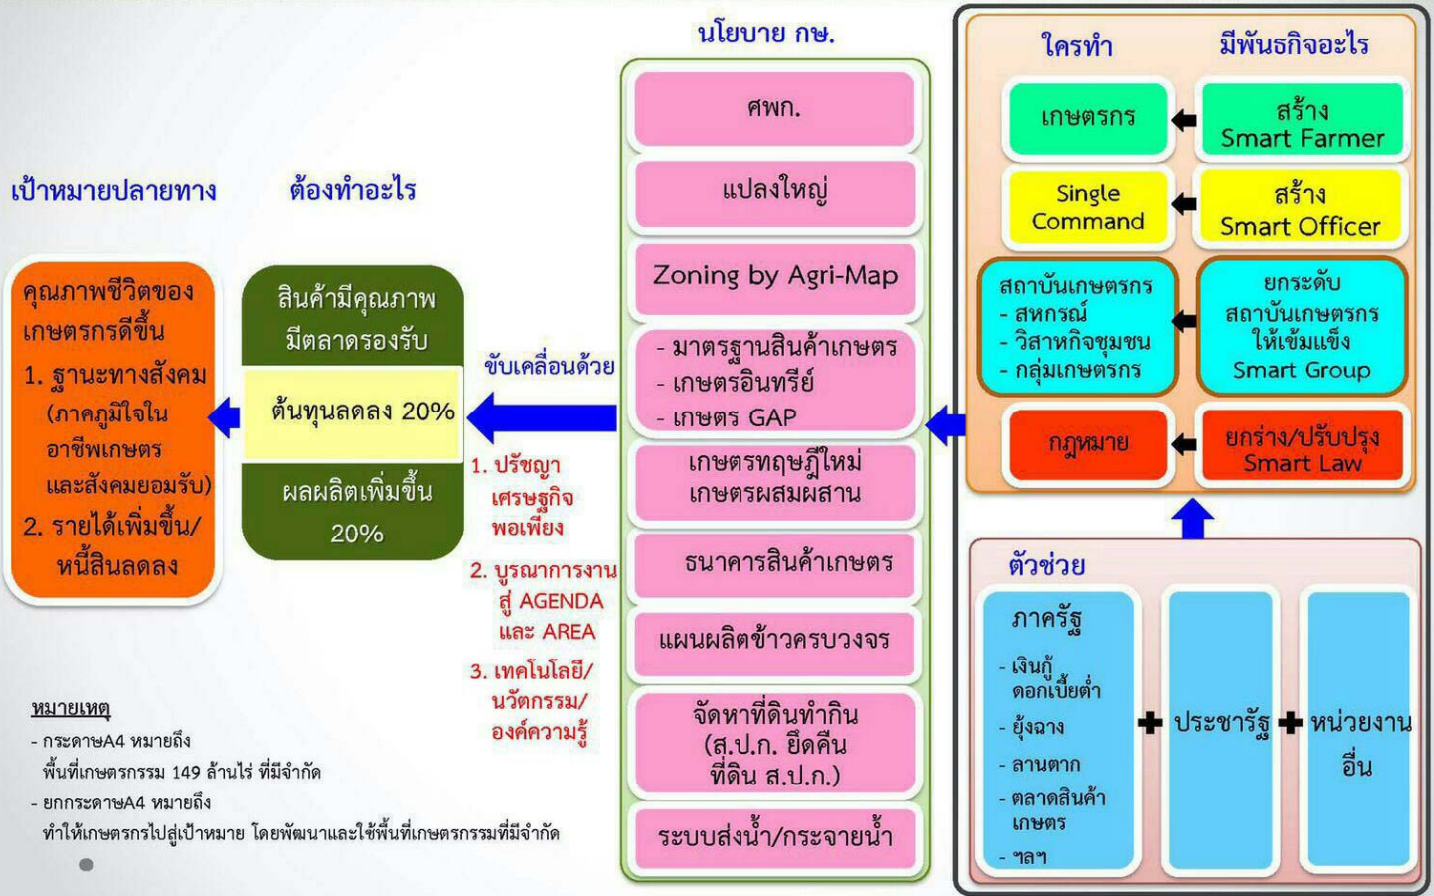 เป้าหมายปลายทาง
คุณภาพชีวิตของ
เกษตรกรดีขึ้น
1. ฐานะทางสังคม
(ภาคภูมิใจใน
อาชีพเกษตร
และสังคมยอมรับ)
2. รายได้เพิ่มขึ้น/
หนี้สินลดลง
ต้องทำอะไร
สินค้ามีคุณภาพ
มีตลาดรองรับ
ต้นทุนลดลง 20%
ผลผลิตเพิ่มขึ้น
20%
ขับเคลื่อนด้วย
1. ปรัชญา
เศรษฐกิจ
พอเพียง
2. บูรณาการงาน
สู่ AGENDA
และ AREA
3. เทคโนโลยี/
นวัตกรรม/
องค์ความรู้
นโยบาย กษ.
ศพก.
แปลงใหญ่
Zoning by Agri-Map
- มาตรฐานสินค้าเกษตร
- เกษตรอินทรีย์
- เกษตร GAP
เกษตรทฤษฎีใหม่
เกษตรผสมผสาน
ธนาคารสินค้าเกษตร
แผนผลิตข้าวครบวงจร
จัดหาที่ดินทำกิน
(ส.ป.ก. ยึดคืน
ที่ดิน ส.ป.ก.)
ระบบส่งน้ำ/กระจายน้ำ
ใครทำ
มีพันธกิจอะไร
เกษตรกร
สร้าง
Smart Farmer
Single
Command
สร้าง
Smart Officer
สถาบันเกษตรกร
- สหกรณ์
- วิสาหกิจชุมชน
- กลุ่มเกษตรกร
ยกระดับ
สถาบันเกษตรกร
ให้เข้มแข็ง
Smart Group
กฎหมาย
ยกร่าง/ปรับปรุง
Smart Law
ตัวช่วย
ภาครัฐ
- เงินกู้
ดอกเบี้ยต่ำ
- ยุ้งฉาง
- ลานตาก
- ตลาดสินค้า
เกษตร
- ฯลฯ
+
ประชารัฐ
+
หน่วยงาน
อื่น
หมายเหตุ
- กระดาษA4 หมายถึง
พื้นที่เกษตรกรรม 149 ล้านไร่ ที่มีจำกัด
- ยกกระดาษA4 หมายถึง
ทำให้เกษตรกรไปสู่เป้าหมาย โดยพัฒนาและใช้พื้นที่เกษตรกรรมที่มีจำกัด